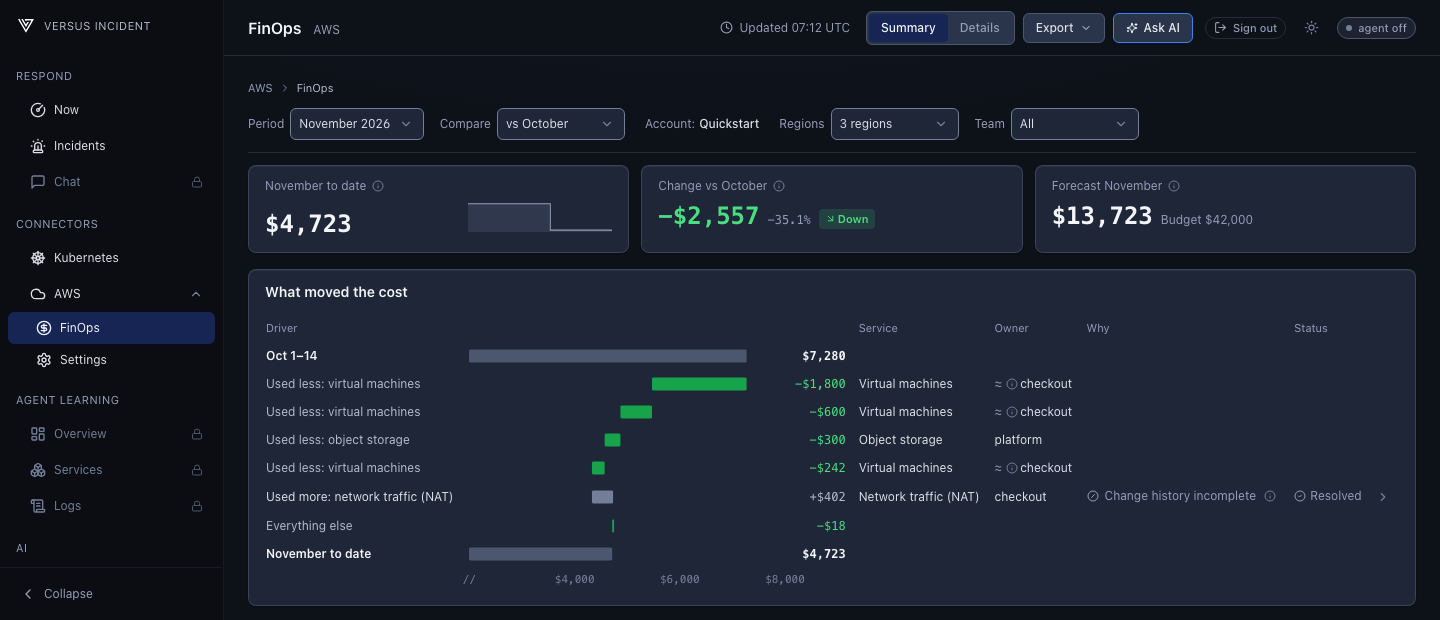 VERSUS INCIDENT
RESPOND
Now
Incidents
Chat
CONNECTORS
Kubernetes
AWS
FinOps
Settings
AGENT LEARNING
Overview
Services
Logs
AI
Collapse
FinOps AWS
Updated 07:12 UTC
Summary Details
Export
Ask AI
Sign out
agent off
AWS > FinOps
Period November 2026 Compare vs October Account: Quickstart Regions 3 regions Team All
November to date
$4,723
Change vs October
−$2,557 −35.1% Down
Forecast November
$13,723 Budget $42,000
What moved the cost
Driver Service Owner Why Status
Oct 1–14 $7,280
Used less: virtual machines −$1,800 Virtual machines ≈ checkout
Used less: virtual machines −$600 Virtual machines ≈ checkout
Used less: object storage −$300 Object storage platform
Used less: virtual machines −$242 Virtual machines ≈ checkout
Used more: network traffic (NAT) +$402 Network traffic (NAT) checkout Change history incomplete Resolved
Everything else −$18
November to date $4,723
// $4,000 $6,000 $8,000